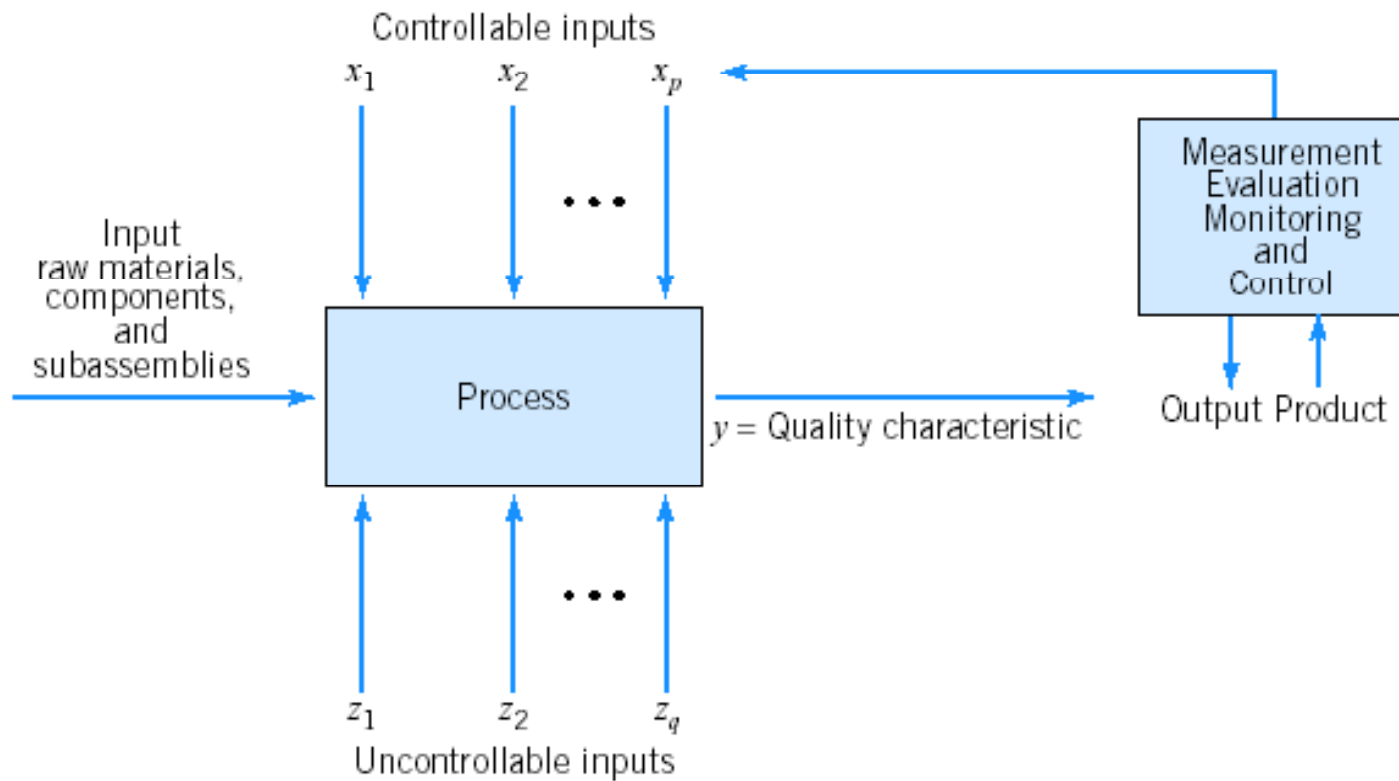 Controllable inputs
x₁ x₂ xₚ
Measurement
Evaluation
Monitoring
and
Control
Input
raw materials,
components,
and
subassemblies
Process
y = Quality characteristic
Output Product
z₁ z₂ z_q
Uncontrollable inputs